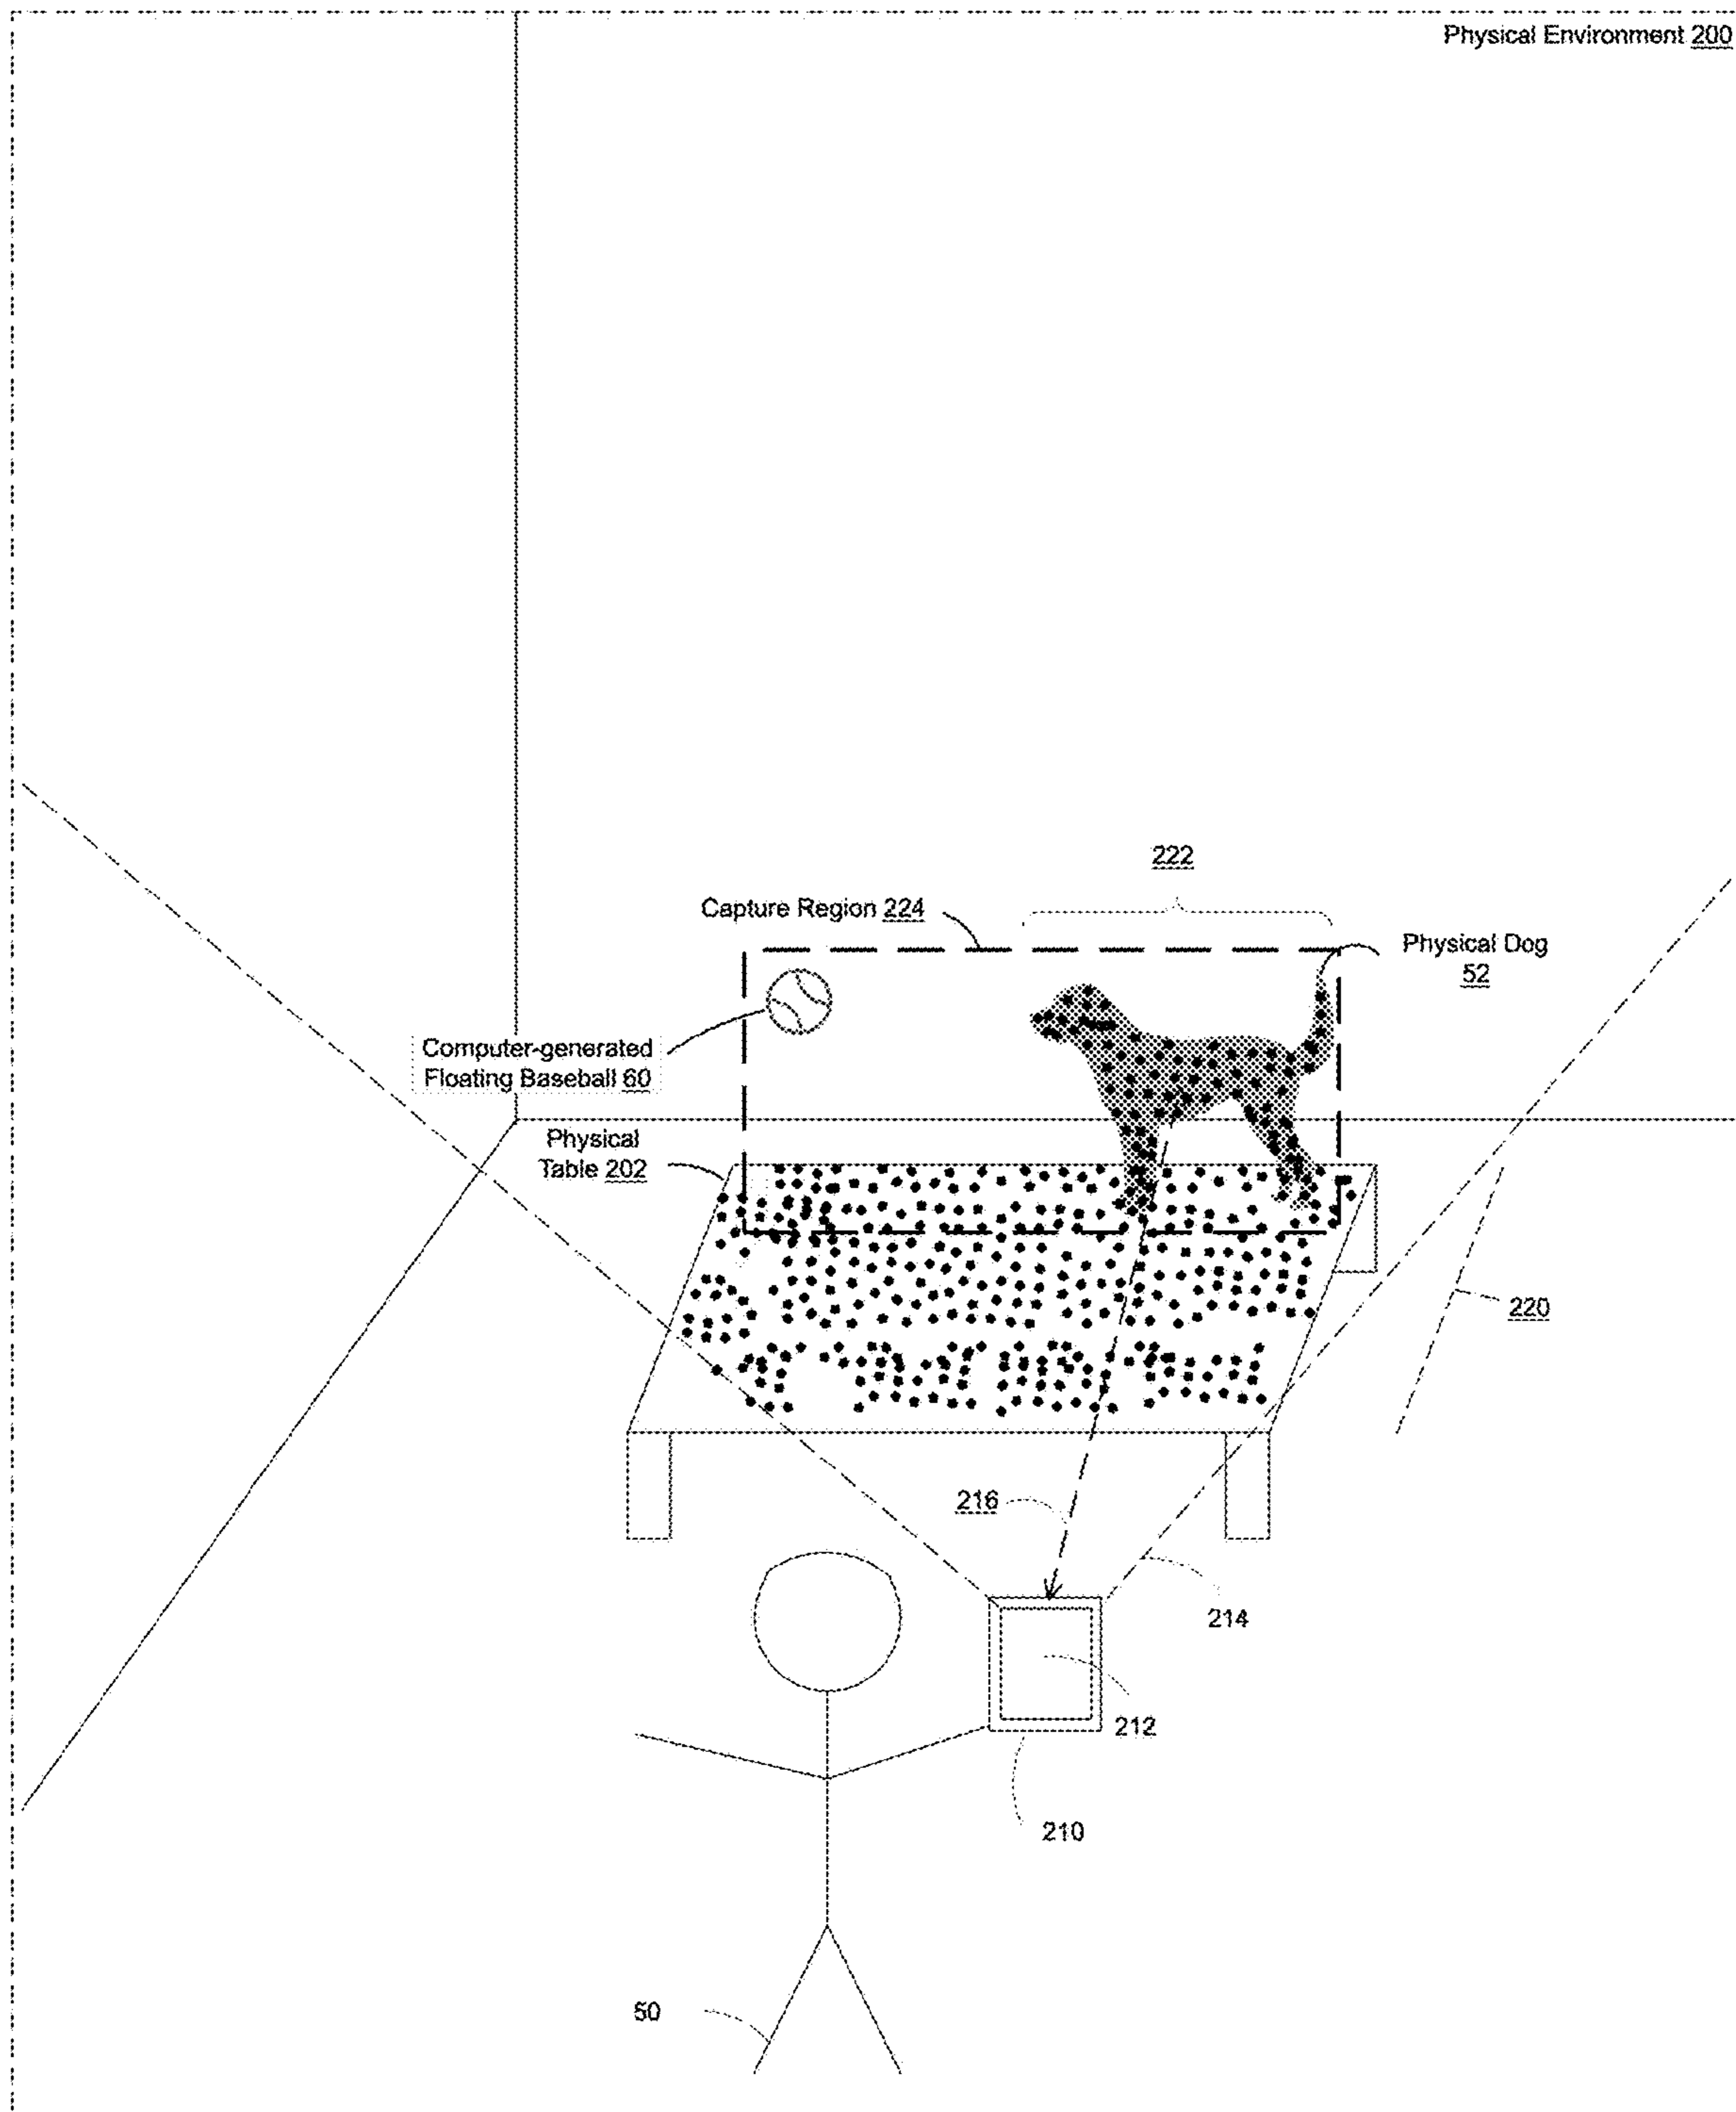 Physical Environment 200
222
Capture Region 224
Physical Dog
52
Computer-generated
Floating Baseball 60
Physical
Table 202
220
216
214
212
210
50